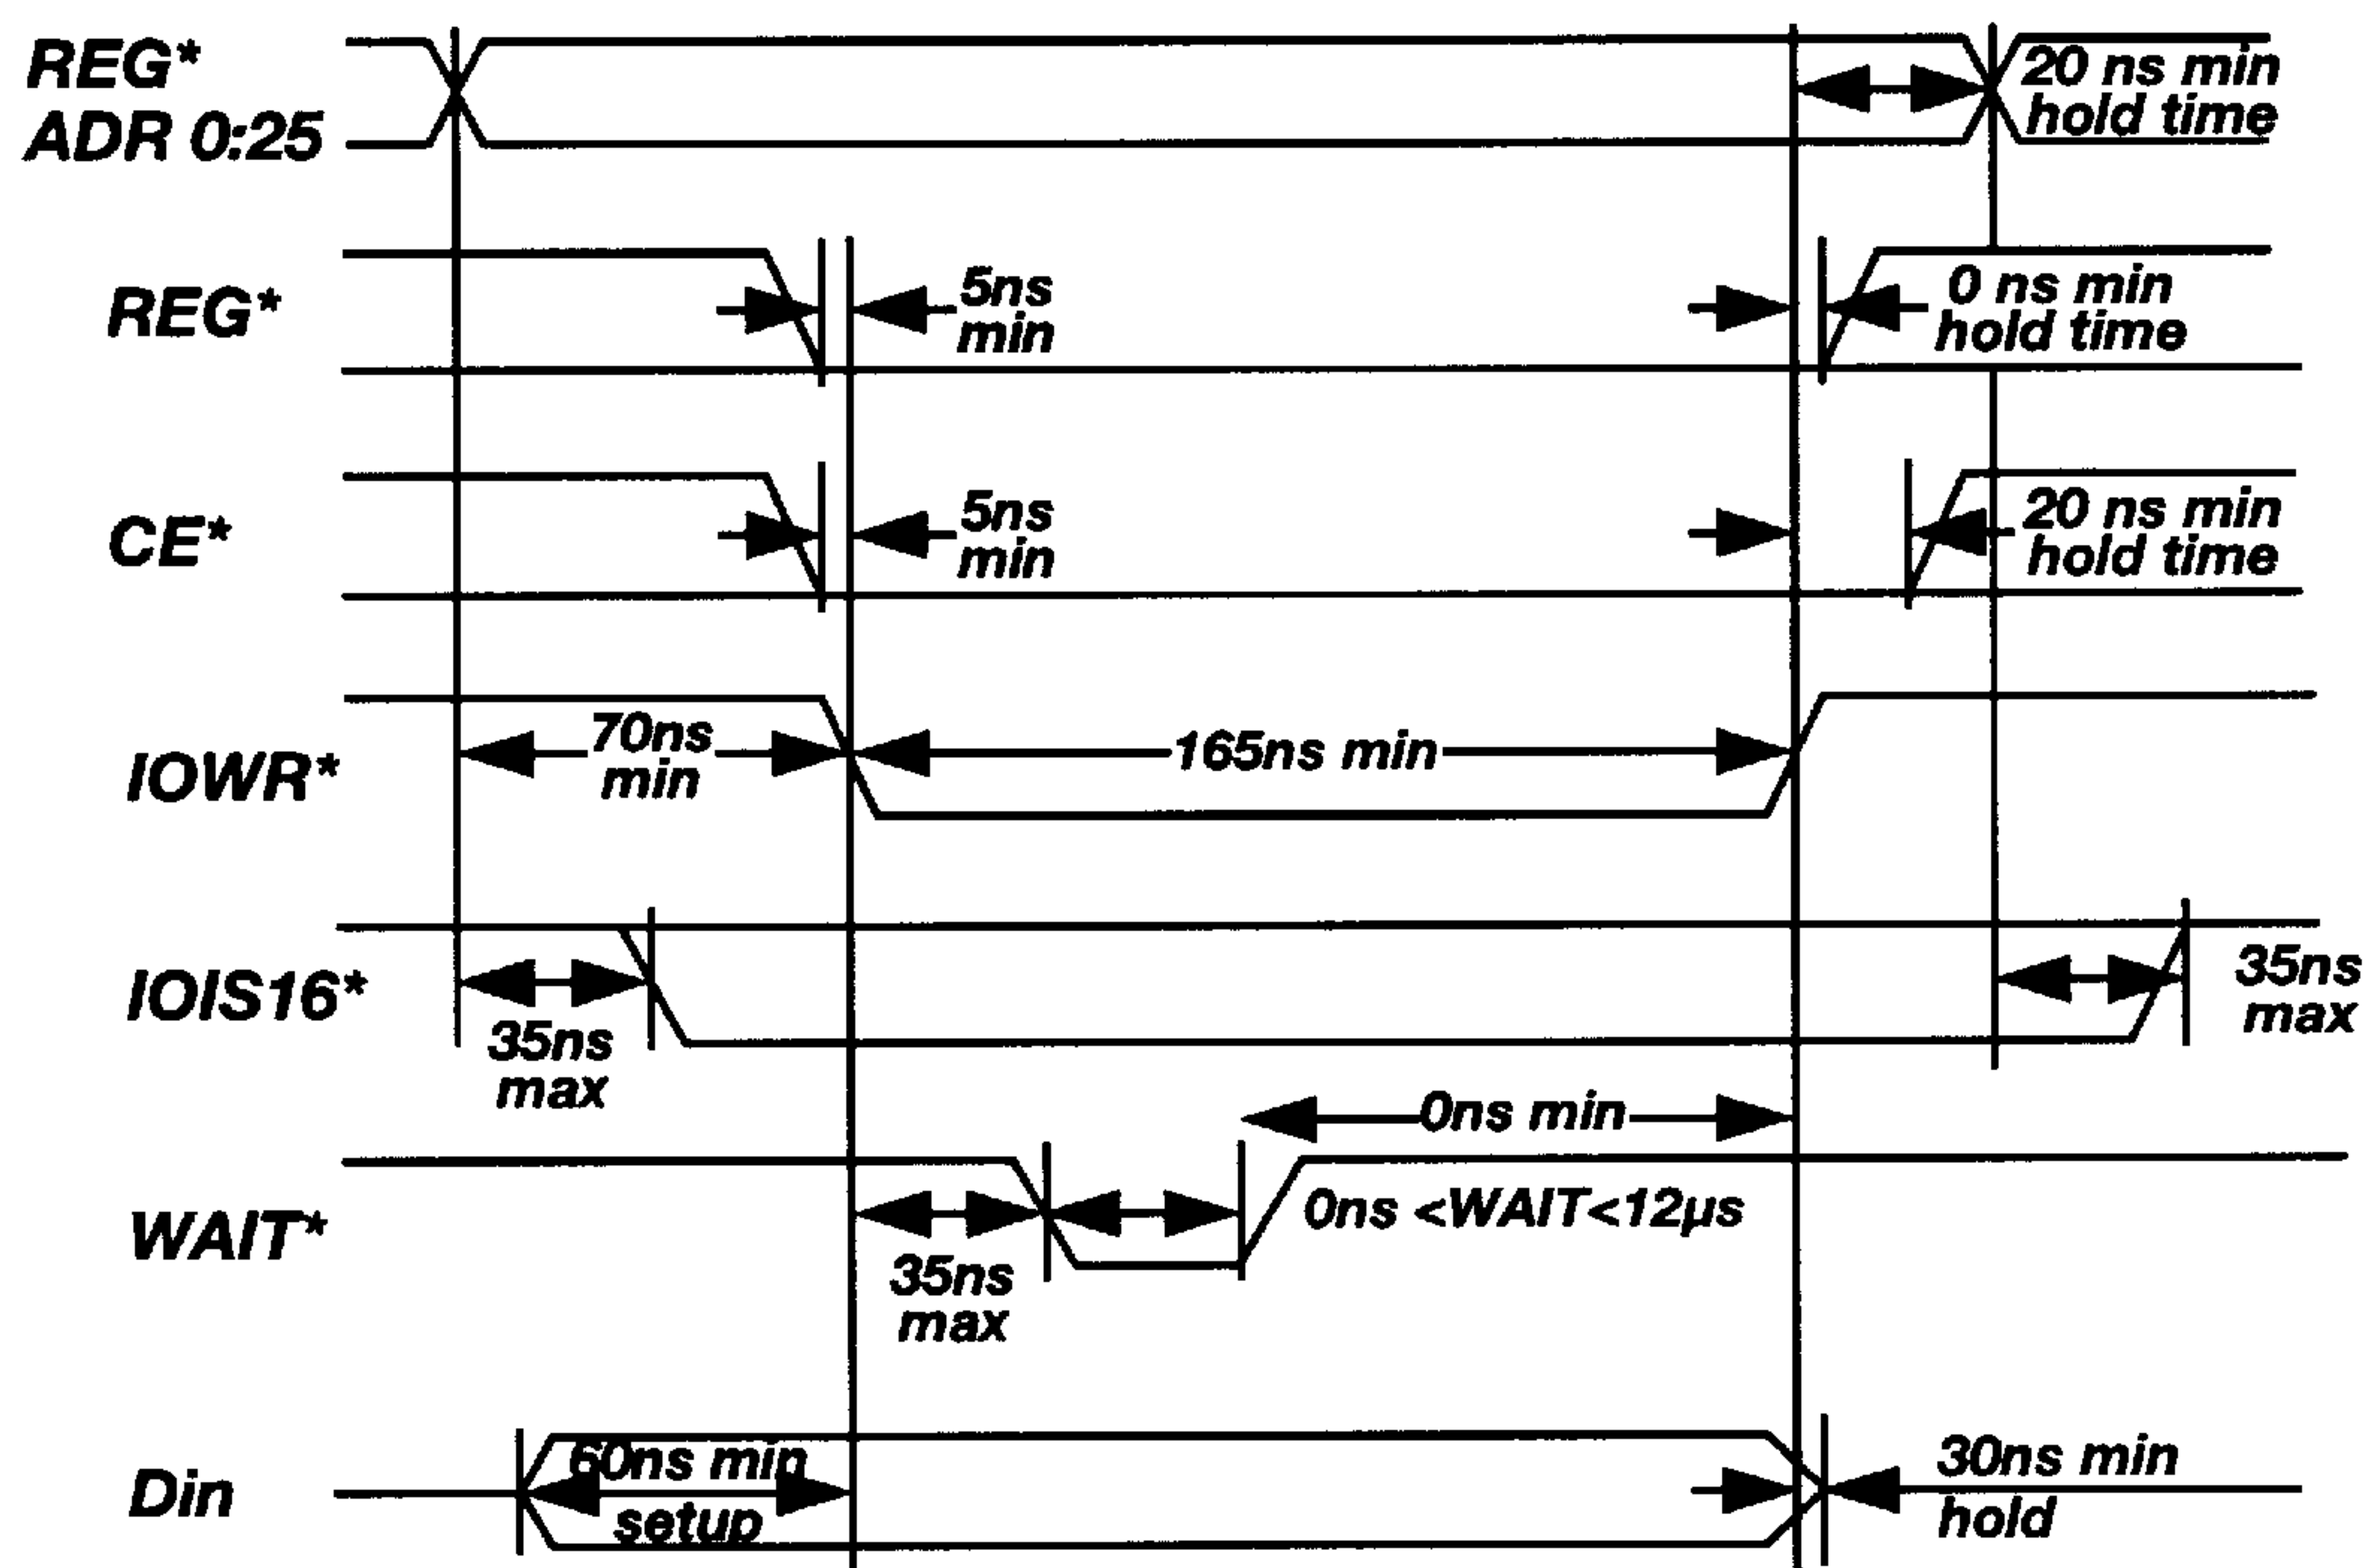 REG*
ADR 0:25
20 ns min
hold time
REG*
5ns
min
0 ns min
hold time
CE*
5ns
min
20 ns min
hold time
IOWR*
70ns
min
165ns min
IOIS16*
35ns
max
35ns
max
0ns min
WAIT*
35ns
max
0ns <WAIT<12µs
Din
60ns min
setup
30ns min
hold